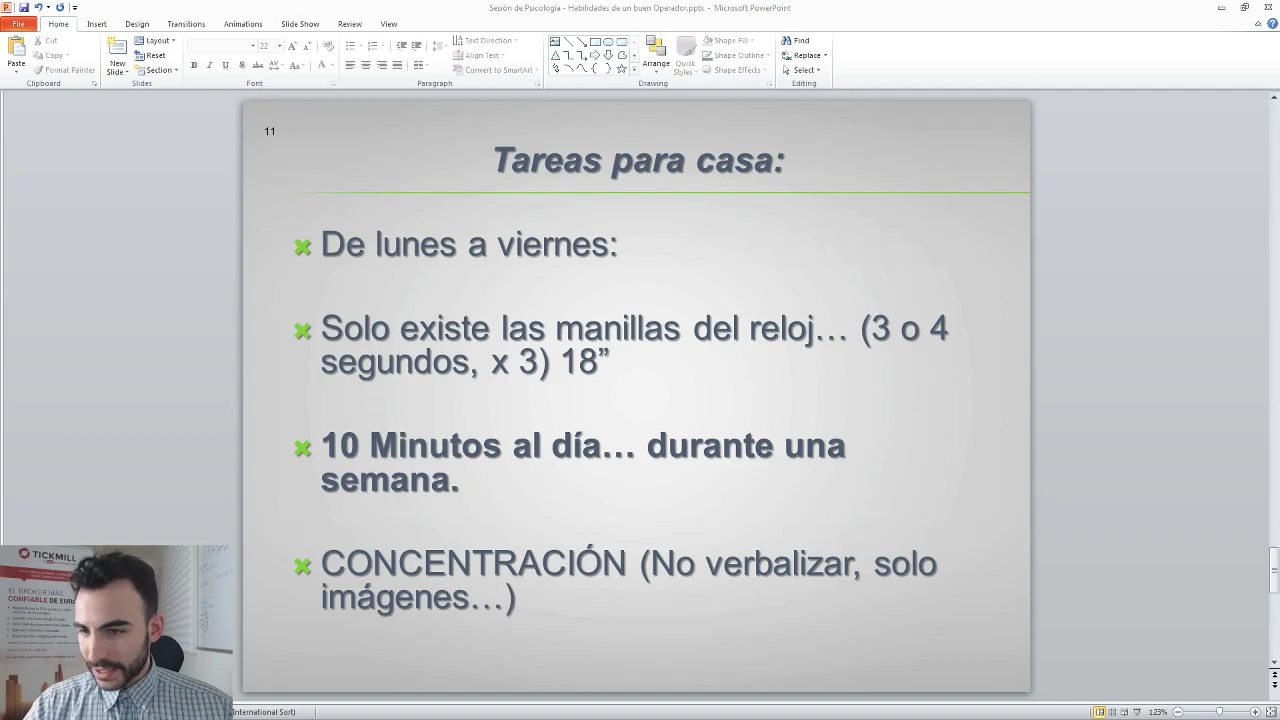 Sesión de Psicología - Habilidades de un buen Operador.pptx - Microsoft PowerPoint
File Home Insert Design Transitions Animations Slide Show Review View
Paste
Cut
Copy
Format Painter
Clipboard
New Slide
Layout
Reset
Section
Slides
22
Font
Paragraph
Text Direction
Align Text
Convert to SmartArt
Arrange
Quick Styles
Shape Fill
Shape Outline
Shape Effects
Drawing
Find
Replace
Select
Editing
11
Tareas para casa:
De lunes a viernes:
Solo existe las manillas del reloj… (3 o 4
segundos, x 3) 18”
10 Minutos al día… durante una
semana.
CONCENTRACIÓN (No verbalizar, solo
imágenes…)
TICKMILL
EL BROKER MÁS
CONFIABLE DE
International Sort)
123%